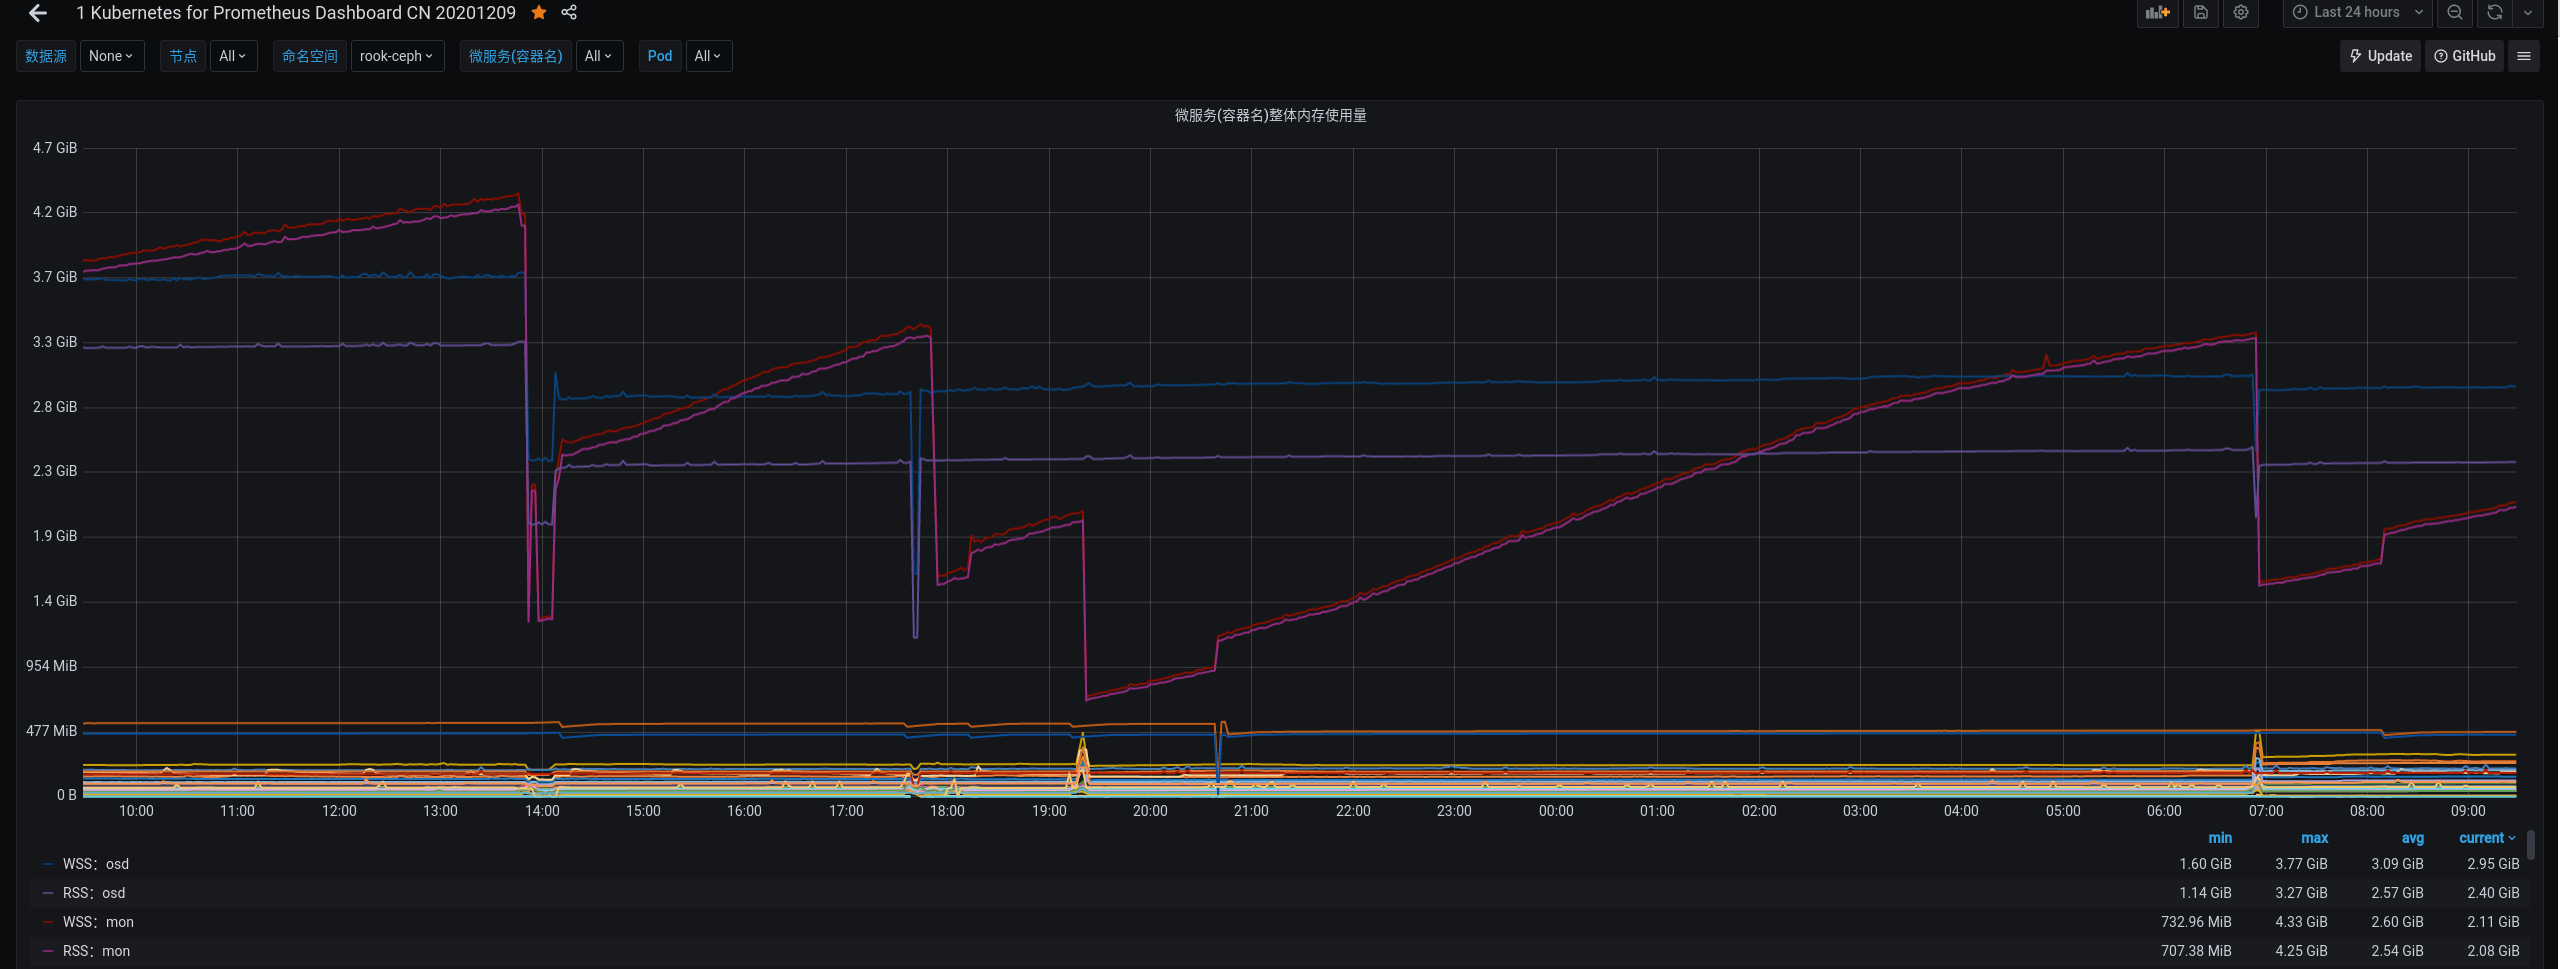 1 Kubernetes for Prometheus Dashboard CN 20201209
Last 24 hours
数据源 None 节点 All 命名空间 rook-ceph 微服务(容器名) All Pod All
Update GitHub
微服务(容器名)整体内存使用量
4.7 GiB
4.2 GiB
3.7 GiB
3.3 GiB
2.8 GiB
2.3 GiB
1.9 GiB
1.4 GiB
954 MiB
477 MiB
0 B
10:00 11:00 12:00 13:00 14:00 15:00 16:00 17:00 18:00 19:00 20:00 21:00 22:00 23:00 00:00 01:00 02:00 03:00 04:00 05:00 06:00 07:00 08:00 09:00
min max avg current
WSS：osd 1.60 GiB 3.77 GiB 3.09 GiB 2.95 GiB
RSS：osd 1.14 GiB 3.27 GiB 2.57 GiB 2.40 GiB
WSS：mon 732.96 MiB 4.33 GiB 2.60 GiB 2.11 GiB
RSS：mon 707.38 MiB 4.25 GiB 2.54 GiB 2.08 GiB